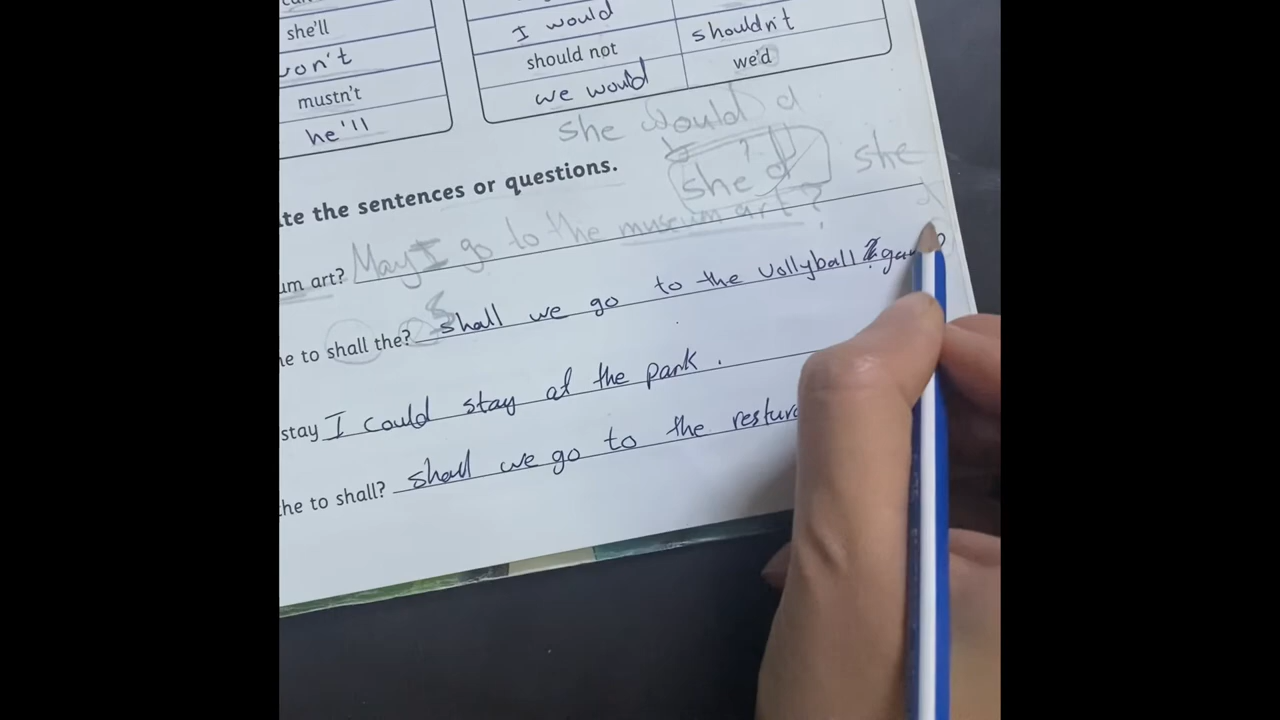 she'll
I would
shouldn't
on't
should not
we'd
mustn't
we would
he'll
she would d
she'd she
te the sentences or questions.
um art? May I go to the museum art?
e to shall the? shall we go to the vollyball
stay I could stay at the park.
he to shall? shall we go to the